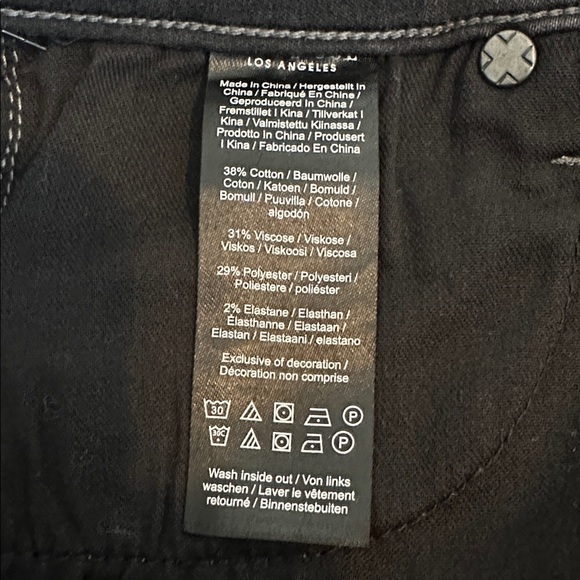 LOS ANGELES
Made In China / Hergestellt In
China / Fabriqué En Chine /
Geproduceerd In China /
Fremstillet I Kina / Tillverkat I
Kina / Valmistettu Kiinassa /
Prodotto In China / Produsert
I Kina / Fabricado En China
38% Cotton / Baumwolle /
Coton / Katoen / Bomuld /
Bomull / Puuvilla / Cotone /
algodón
31% Viscose / Viskose /
Viskos / Viskoosi / Viscosa
29% Polyester / Polyesteri /
Poliestere / poliéster
2% Elastane / Elasthan /
Élasthanne / Elastaan /
Elastan / Elastaani / elastano
Exclusive of decoration /
Décoration non comprise
30 P
30C P
Wash inside out / Von links
waschen / Laver le vêtement
retourné / Binnenstebuiten